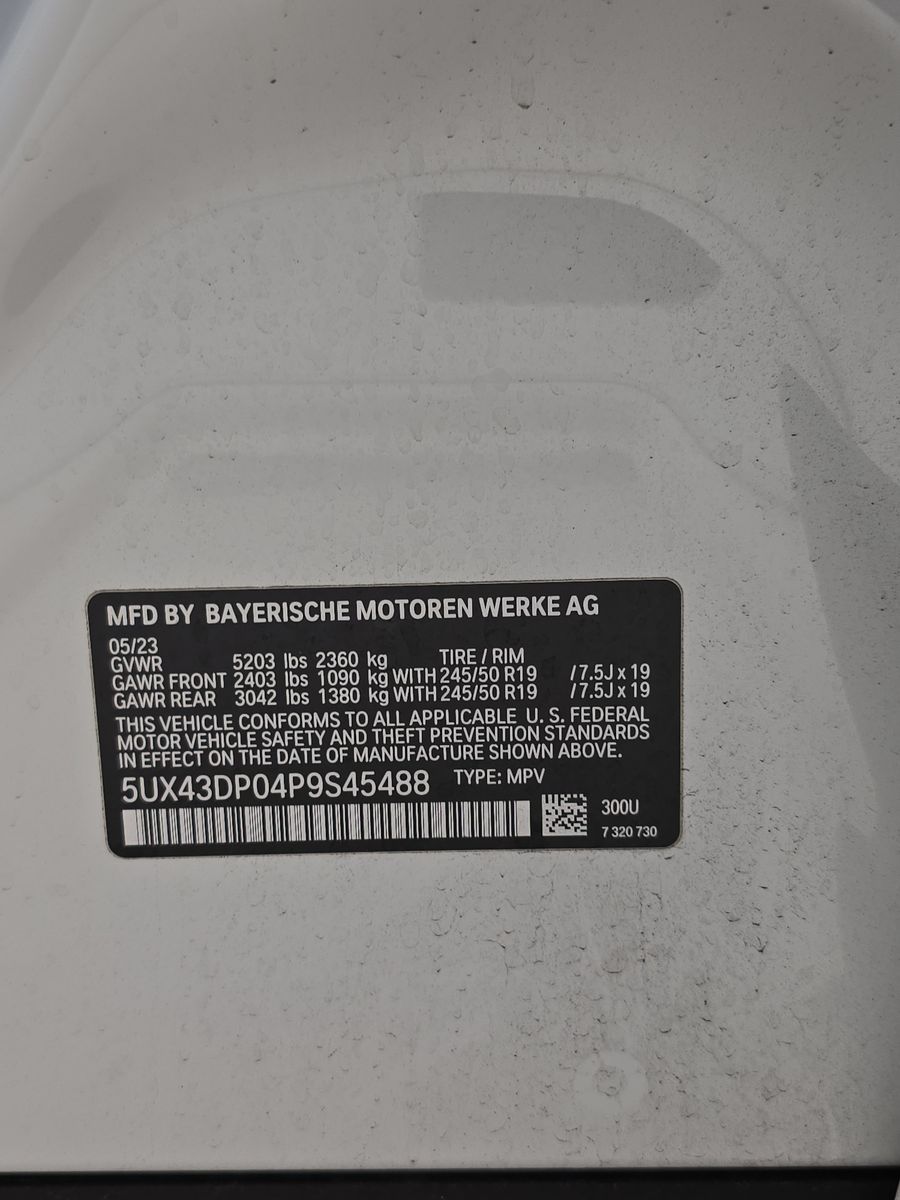 MFD BY BAYERISCHE MOTOREN WERKE AG
05/23
GVWR 5203 lbs 2360 kg TIRE / RIM
GAWR FRONT 2403 lbs 1090 kg WITH 245/50 R19 / 7.5J x 19
GAWR REAR 3042 lbs 1380 kg WITH 245/50 R19 / 7.5J x 19
THIS VEHICLE CONFORMS TO ALL APPLICABLE U. S. FEDERAL
MOTOR VEHICLE SAFETY AND THEFT PREVENTION STANDARDS
IN EFFECT ON THE DATE OF MANUFACTURE SHOWN ABOVE.
5UX43DP04P9S45488 TYPE: MPV
300U
7 320 730